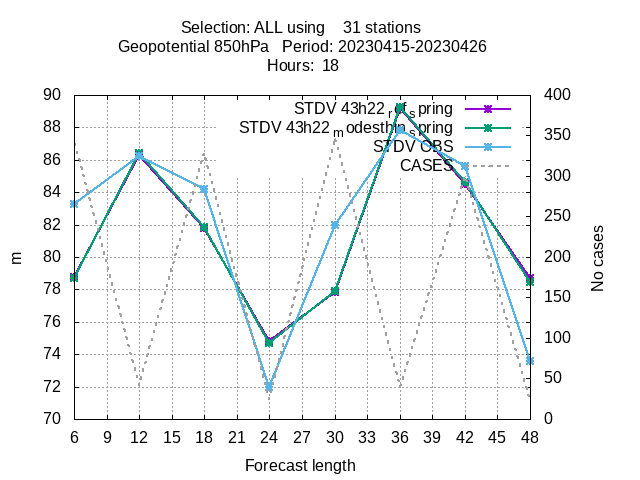 Selection: ALL using    31 stations
Geopotential 850hPa   Period: 20230415-20230426
Hours:  18
STDV 43h22_ref_spring
STDV 43h22_modesthip_spring
STDV OBS
CASES
90
88
86
84
82
80
78
76
74
72
70
400
350
300
250
200
150
100
50
0
m
No cases
6 9 12 15 18 21 24 27 30 33 36 39 42 45 48
Forecast length